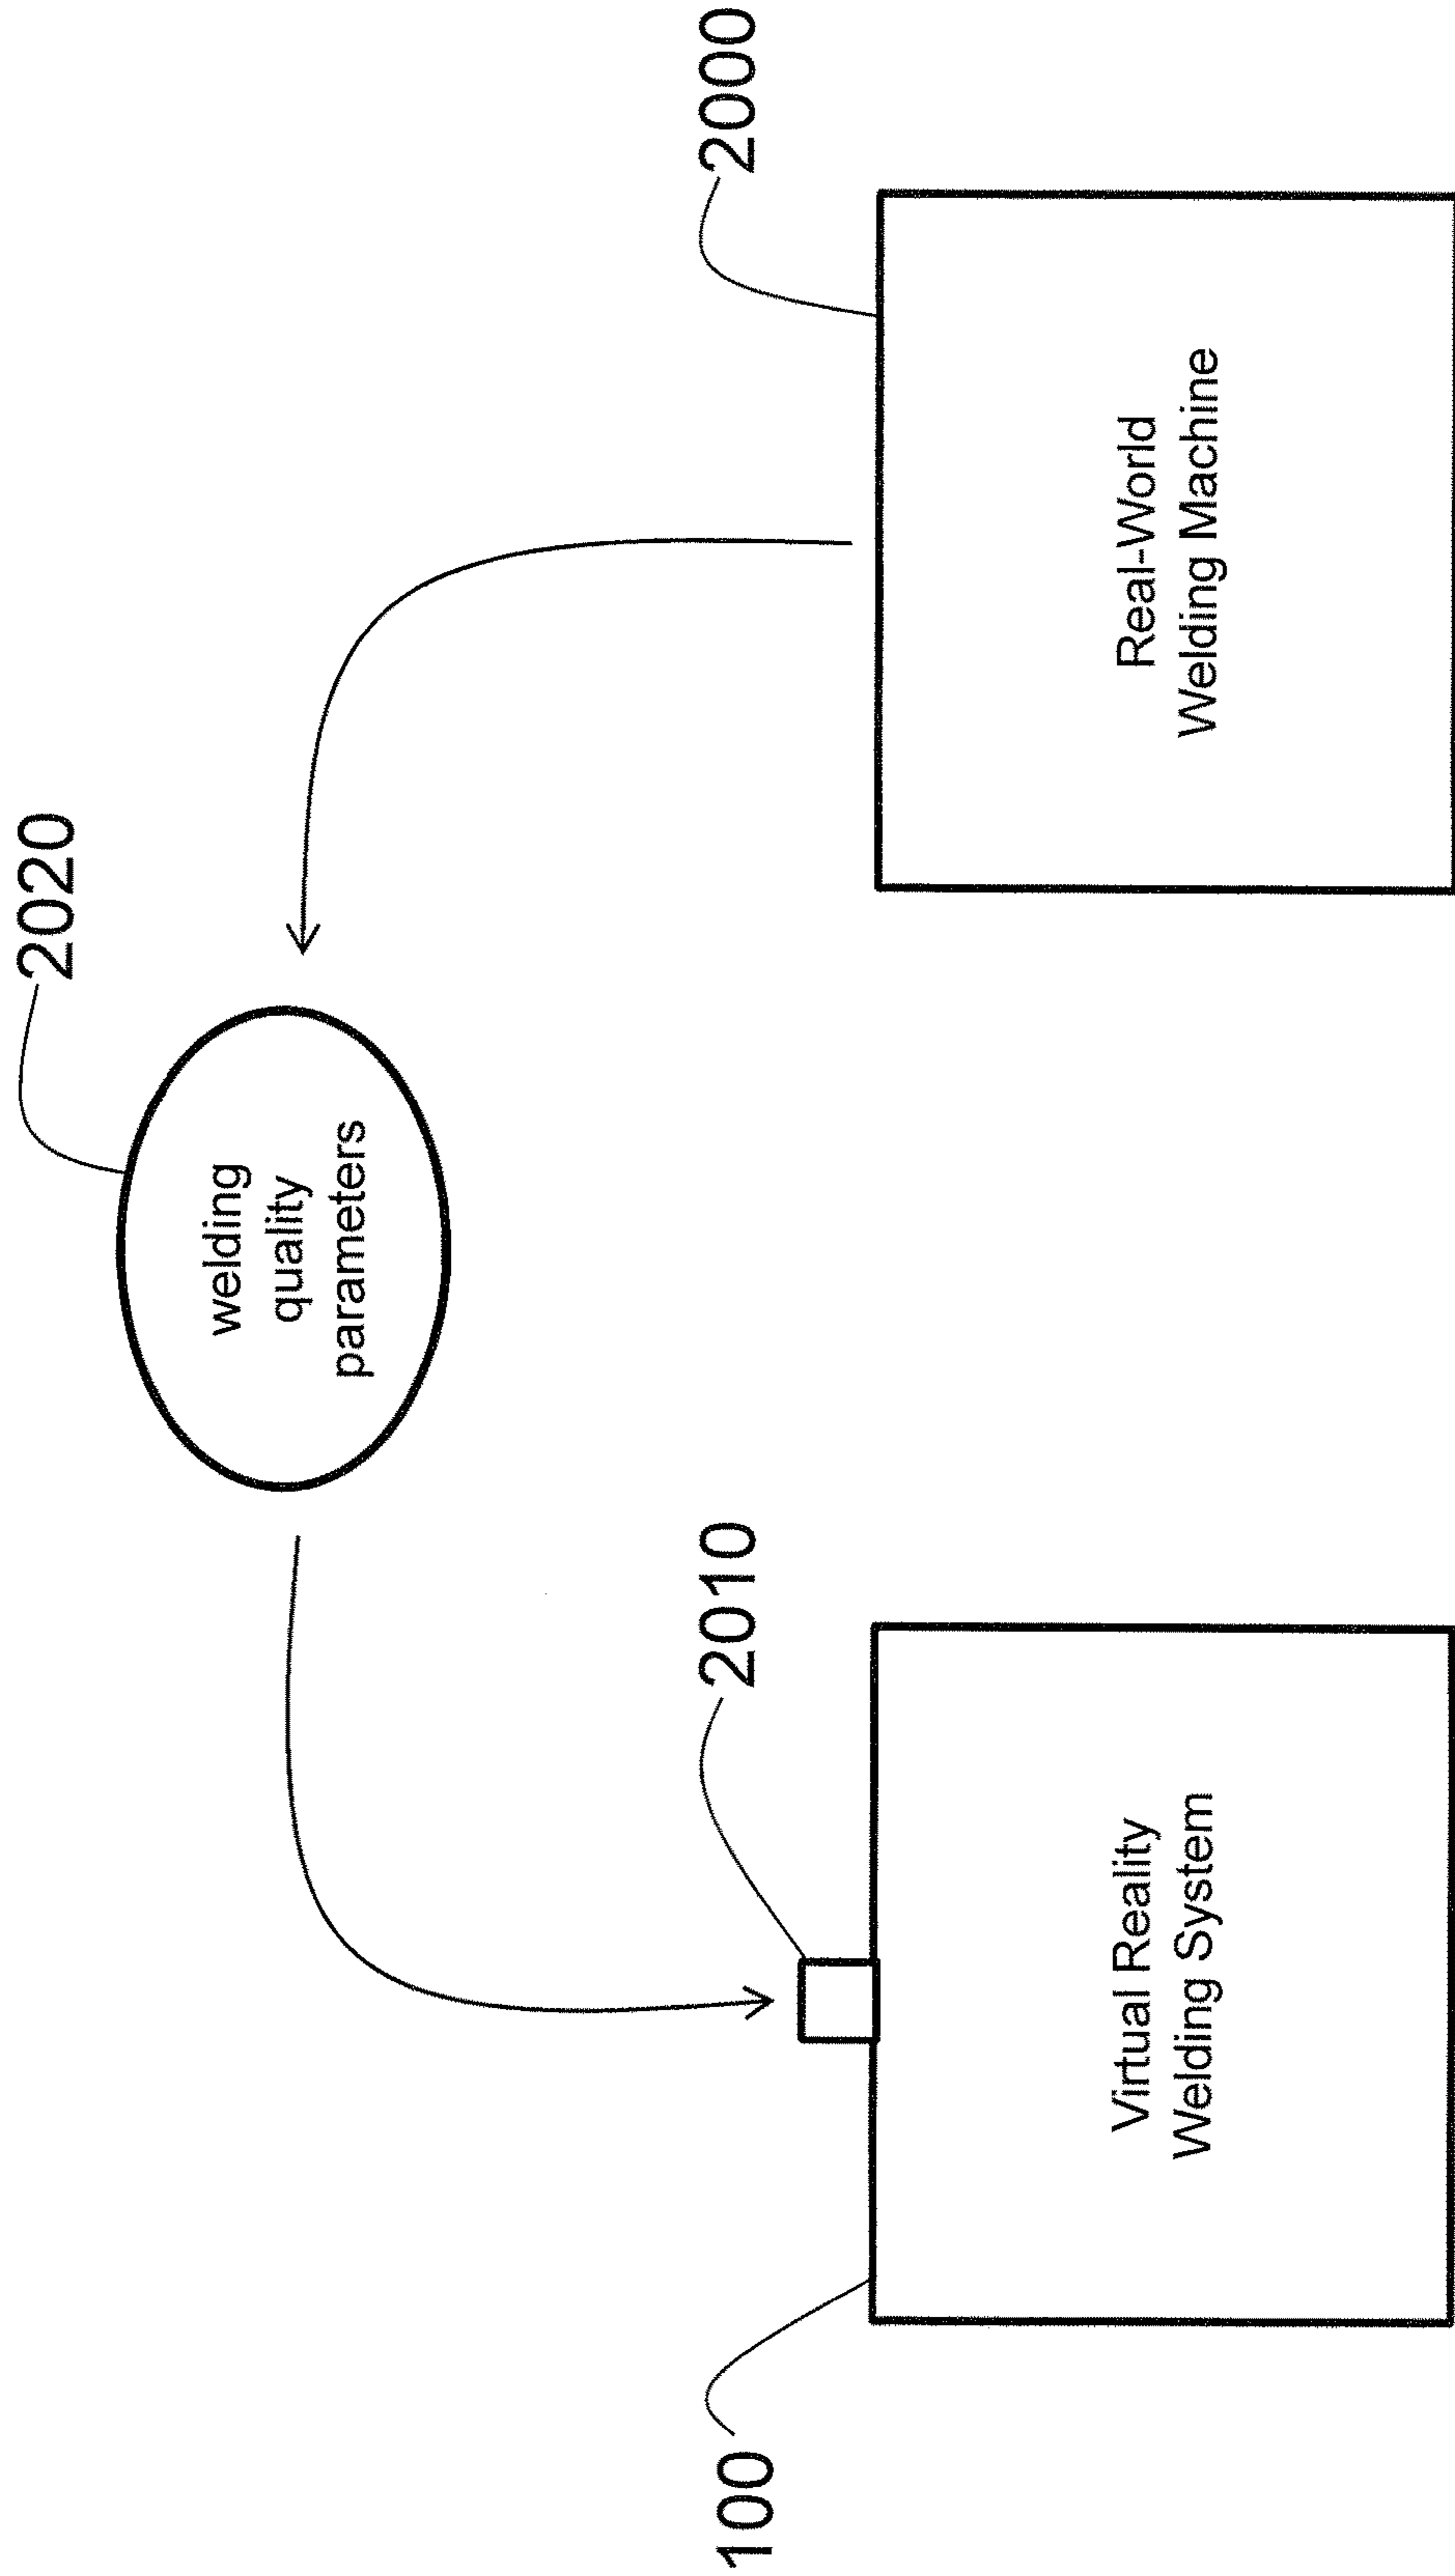 2020
welding
quality
parameters
2010
2000
100
Virtual Reality
Welding System
Real-World
Welding Machine